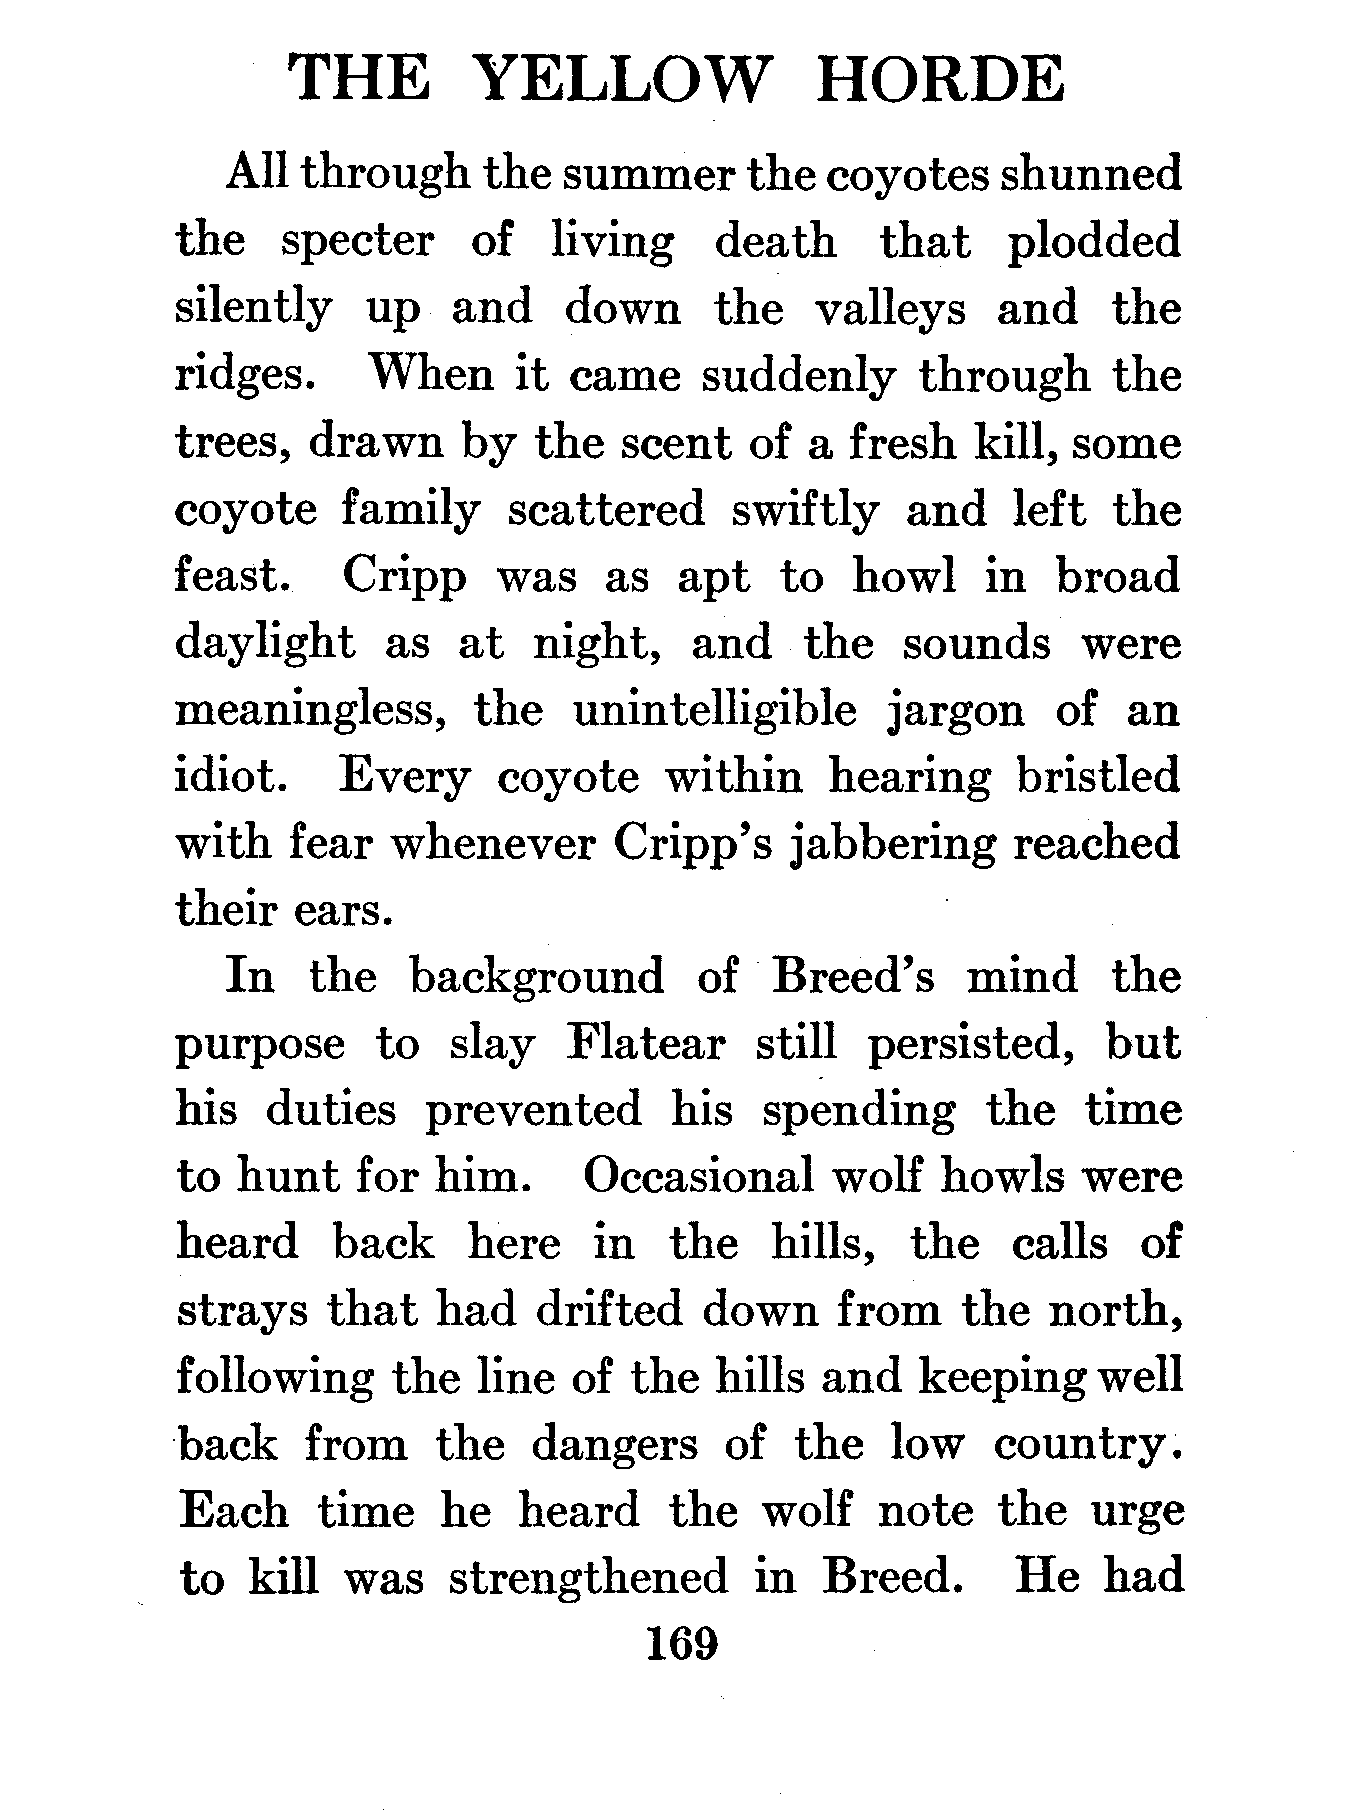 THE YELLOW HORDE
All through the summer the coyotes shunned
the specter of living death that plodded
silently up and down the valleys and the
ridges. When it came suddenly through the
trees, drawn by the scent of a fresh kill, some
coyote family scattered swiftly and left the
feast. Cripp was as apt to howl in broad
daylight as at night, and the sounds were
meaningless, the unintelligible jargon of an
idiot. Every coyote within hearing bristled
with fear whenever Cripp's jabbering reached
their ears.
In the background of Breed's mind the
purpose to slay Flatear still persisted, but
his duties prevented his spending the time
to hunt for him. Occasional wolf howls were
heard back here in the hills, the calls of
strays that had drifted down from the north,
following the line of the hills and keeping well
back from the dangers of the low country.
Each time he heard the wolf note the urge
to kill was strengthened in Breed. He had
169